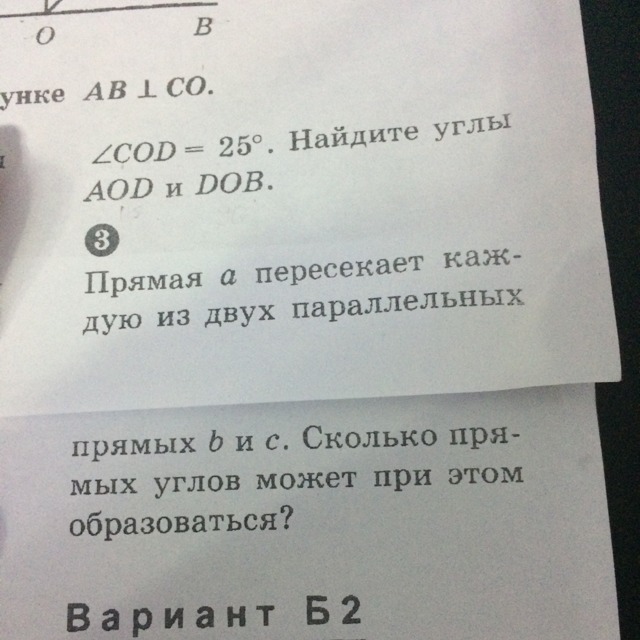 O B
унке AB ⊥ CO.
∠COD = 25°. Найдите углы
AOD и DOB.
3
Прямая a пересекает каж-
дую из двух параллельных
прямых b и c. Сколько пря-
мых углов может при этом
образоваться?
Вариант Б2